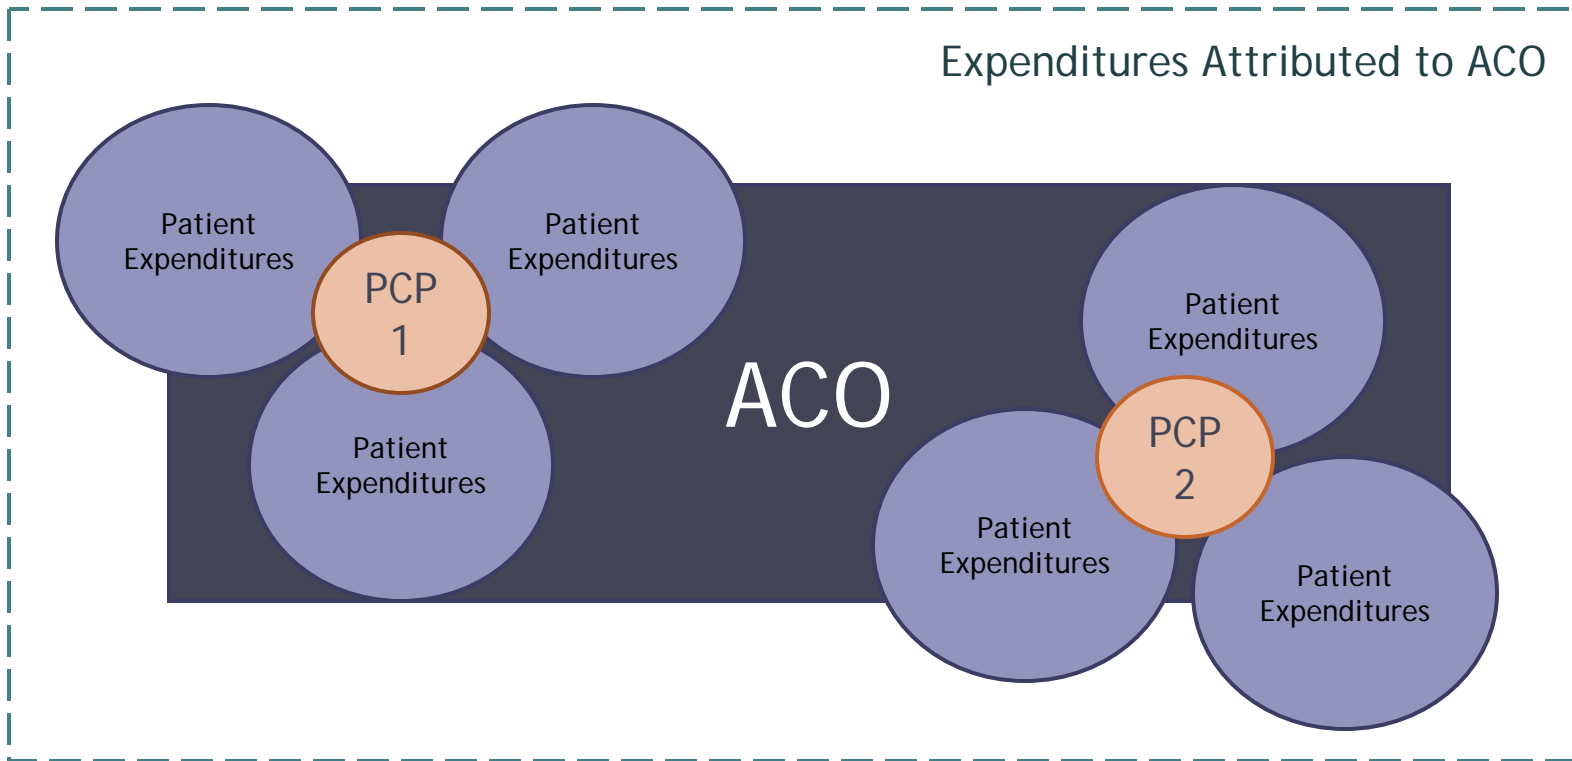 Expenditures Attributed to ACO
Patient
Expenditures
Patient
Expenditures
PCP
1
Patient
Expenditures
ACO
Patient
Expenditures
PCP
2
Patient
Expenditures
Patient
Expenditures